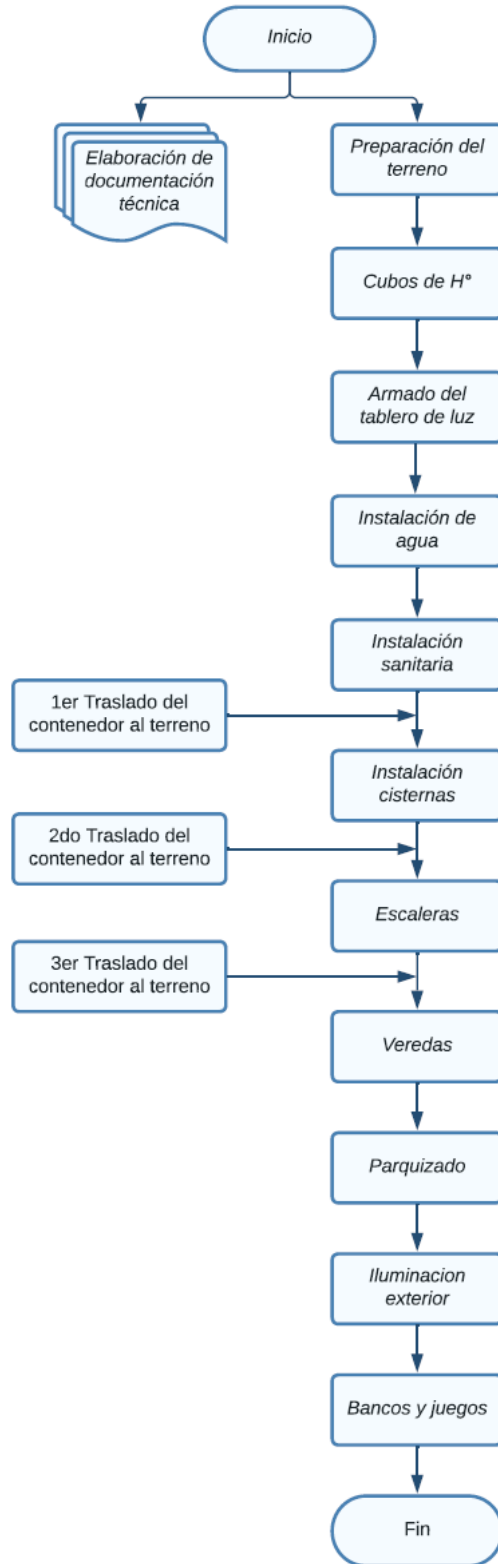 Inicio
Elaboración de
documentación
técnica
Preparación del
terreno
Cubos de H°
Armado del
tablero de luz
Instalación de
agua
Instalación
sanitaria
1er Traslado del
contenedor al terreno
Instalación
cisternas
2do Traslado del
contenedor al terreno
Escaleras
3er Traslado del
contenedor al terreno
Veredas
Parquizado
Iluminacion
exterior
Bancos y juegos
Fin